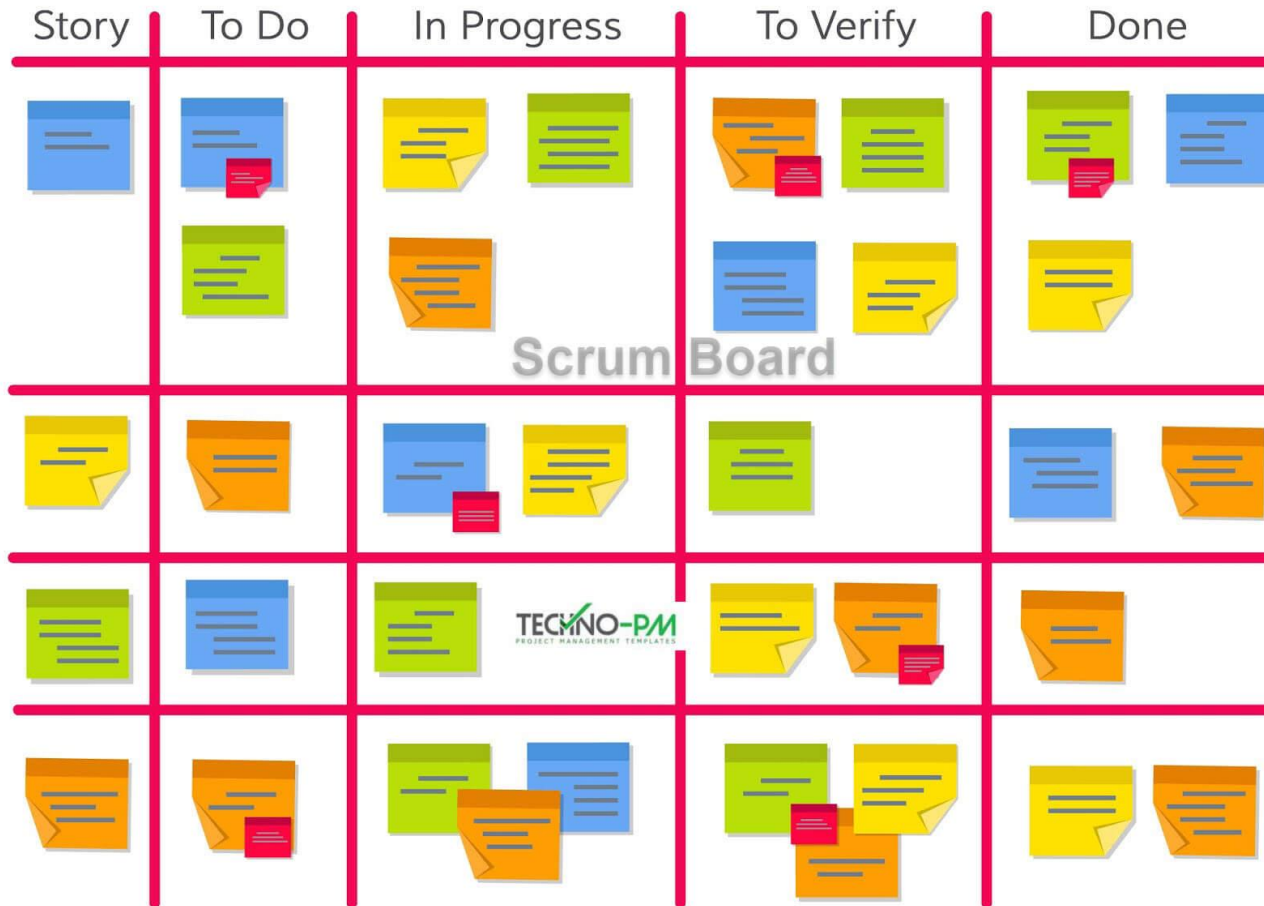 Story
To Do
In Progress
To Verify
Done
Scrum Board
TECHNO-PM
PROJECT MANAGEMENT TEMPLATES